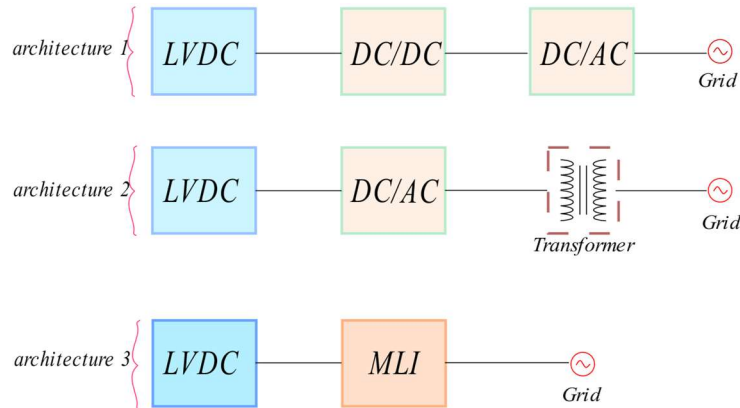 architecture 1
LVDC
DC/DC
DC/AC
Grid
architecture 2
LVDC
DC/AC
Transformer
Grid
architecture 3
LVDC
MLI
Grid